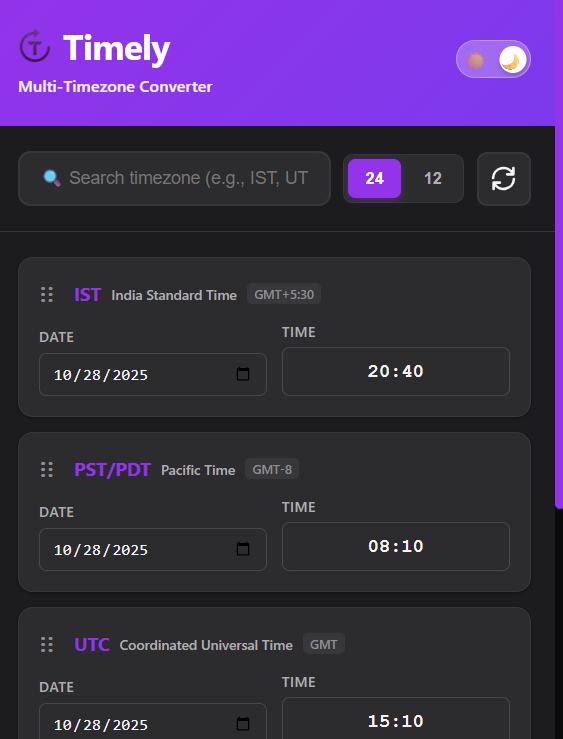 Timely
Multi-Timezone Converter
Search timezone (e.g., IST, UT
24 12
IST India Standard Time GMT+5:30
DATE TIME
10/28/2025 20:40
PST/PDT Pacific Time GMT-8
DATE TIME
10/28/2025 08:10
UTC Coordinated Universal Time GMT
DATE TIME
10/28/2025 15:10